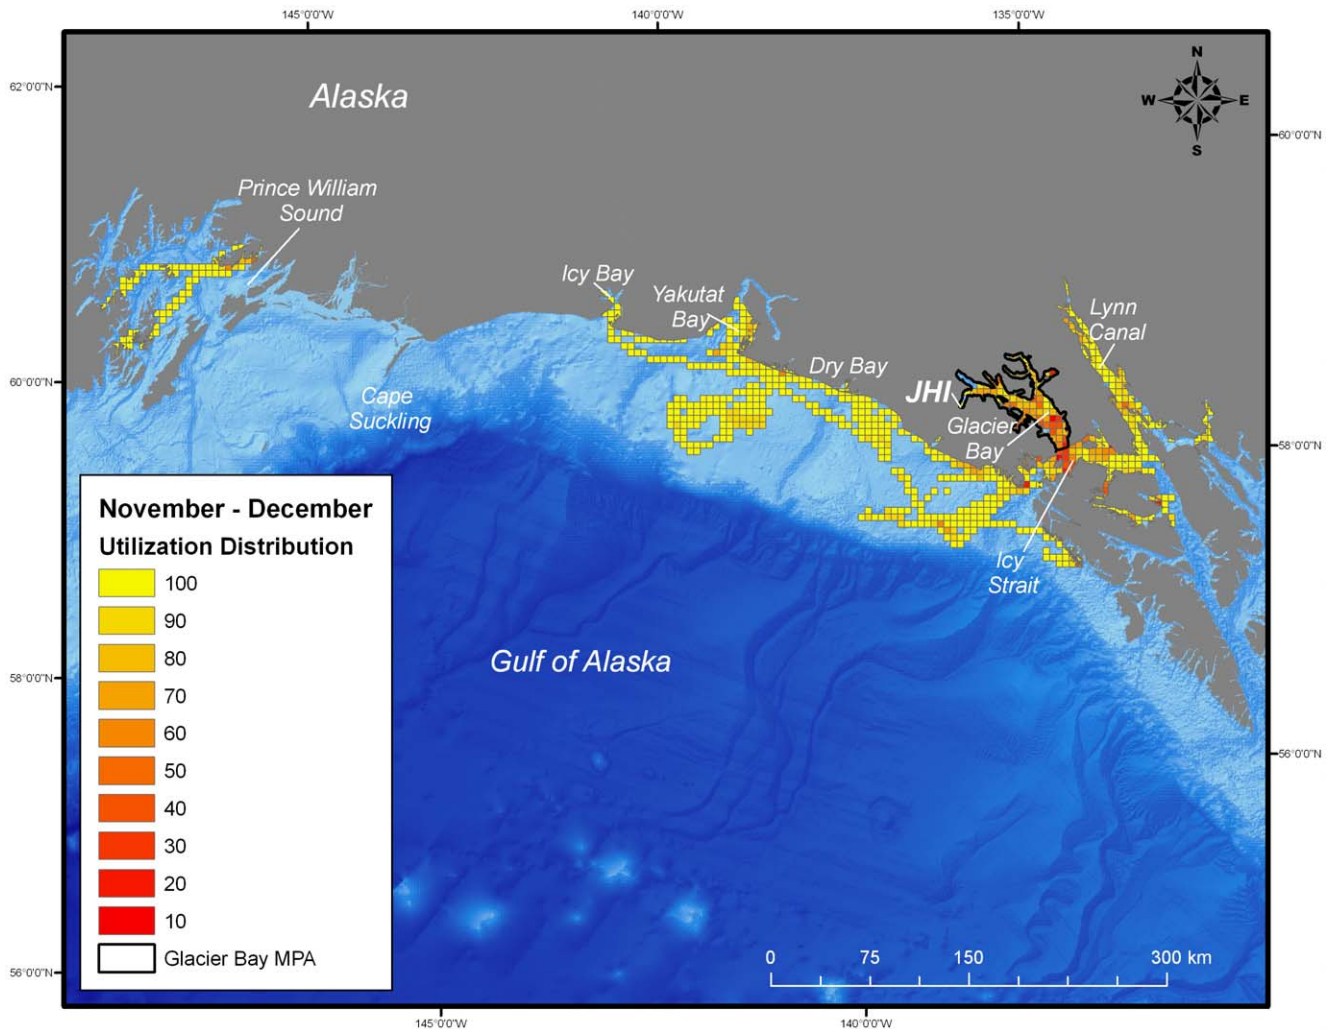 145°0'0"W
140°0'0"W
135°0'0"W
62°0'0"N
60°0'0"N
Alaska
N
W
E
S
Prince William
Sound
Icy Bay
Yakutat
Bay
Lynn
Canal
Dry Bay
JHI
Glacier
Bay
60°0'0"N
58°0'0"N
Cape
Suckling
Icy
Strait
November - December
Utilization Distribution
100
90
80
70
60
50
40
30
20
10
Glacier Bay MPA
Gulf of Alaska
58°0'0"N
56°0'0"N
0 75 150 300 km
56°0'0"N
145°0'0"W
140°0'0"W